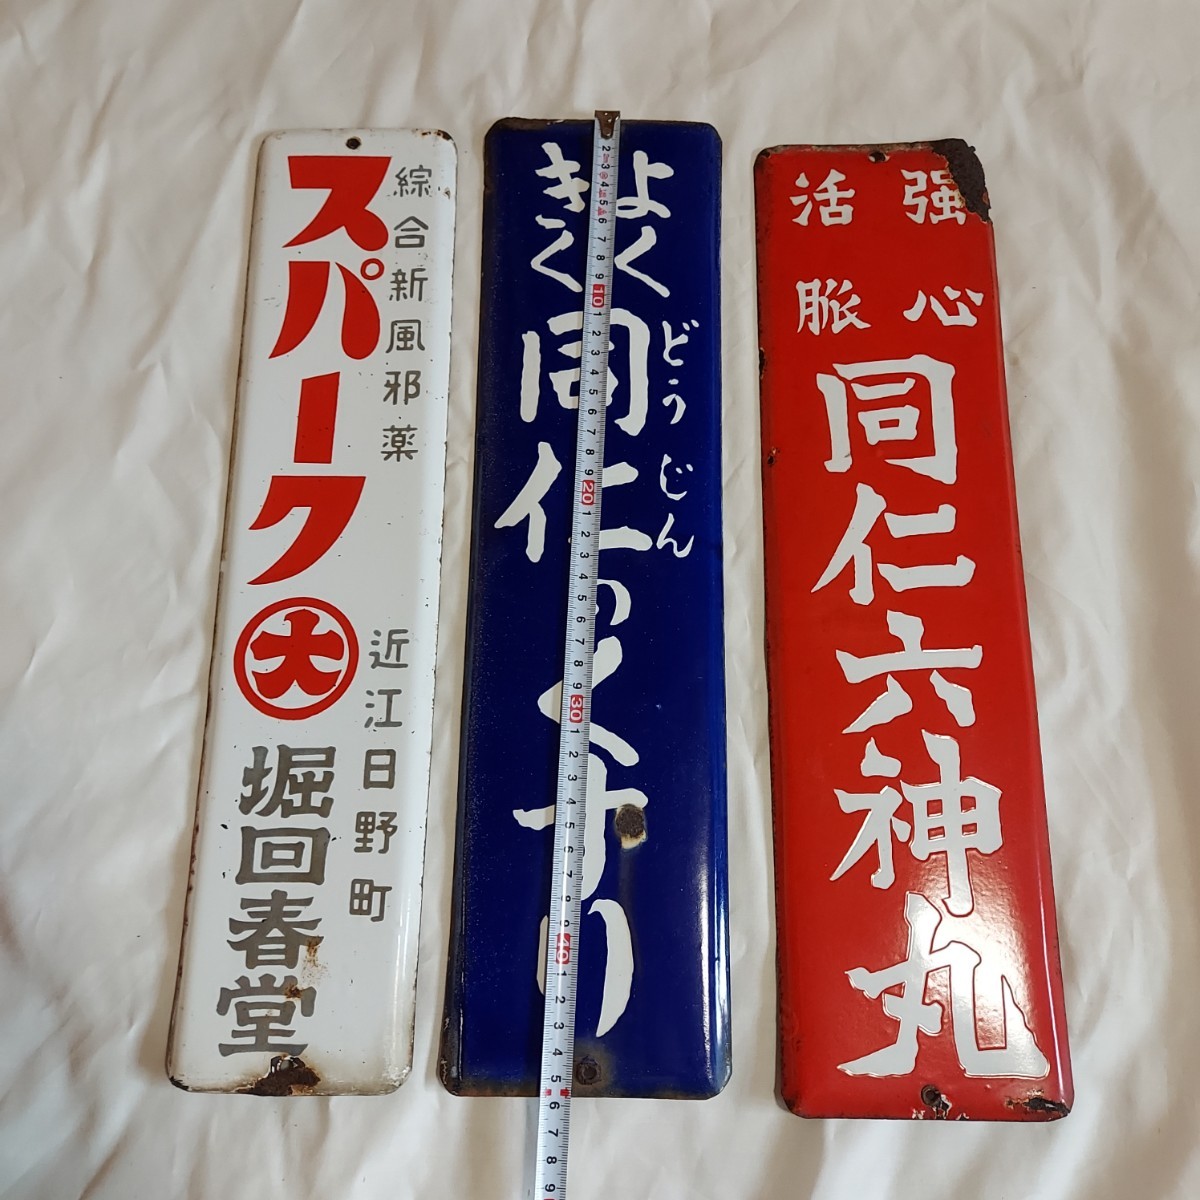 綜合新風邪薬
スパーク
大
近江日野町
堀回春堂
よく
きく
どうじん
同仁のくすり
強心
活脈
同仁六神丸